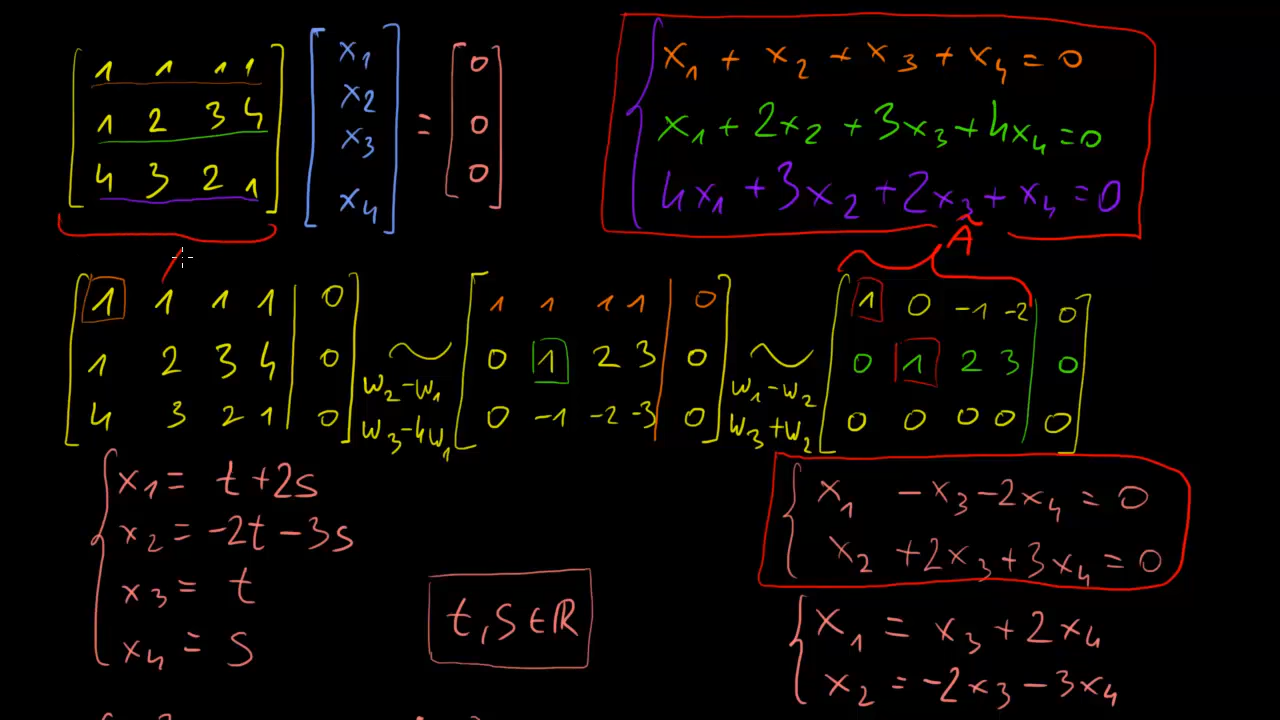 [1 1 1 1; 1 2 3 4; 4 3 2 1] [x₁; x₂; x₃; x₄] = [0; 0; 0]
x₁ + x₂ + x₃ + x₄ = 0
x₁ + 2x₂ + 3x₃ + 4x₄ = 0
4x₁ + 3x₂ + 2x₃ + x₄ = 0
Ã
[1 1 1 1 | 0; 1 2 3 4 | 0; 4 3 2 1 | 0] ~ w₂ - w₁, w₃ - 4w₁ [1 1 1 1 | 0; 0 1 2 3 | 0; 0 -1 -2 -3 | 0] ~ w₁ - w₂, w₃ + w₂ [1 0 -1 -2 | 0; 0 1 2 3 | 0; 0 0 0 0 | 0]
x₁ = t + 2s
x₂ = -2t - 3s
x₃ = t
x₄ = s
t, s ∈ ℝ
x₁ - x₃ - 2x₄ = 0
x₂ + 2x₃ + 3x₄ = 0
x₁ = x₃ + 2x₄
x₂ = -2x₃ - 3x₄